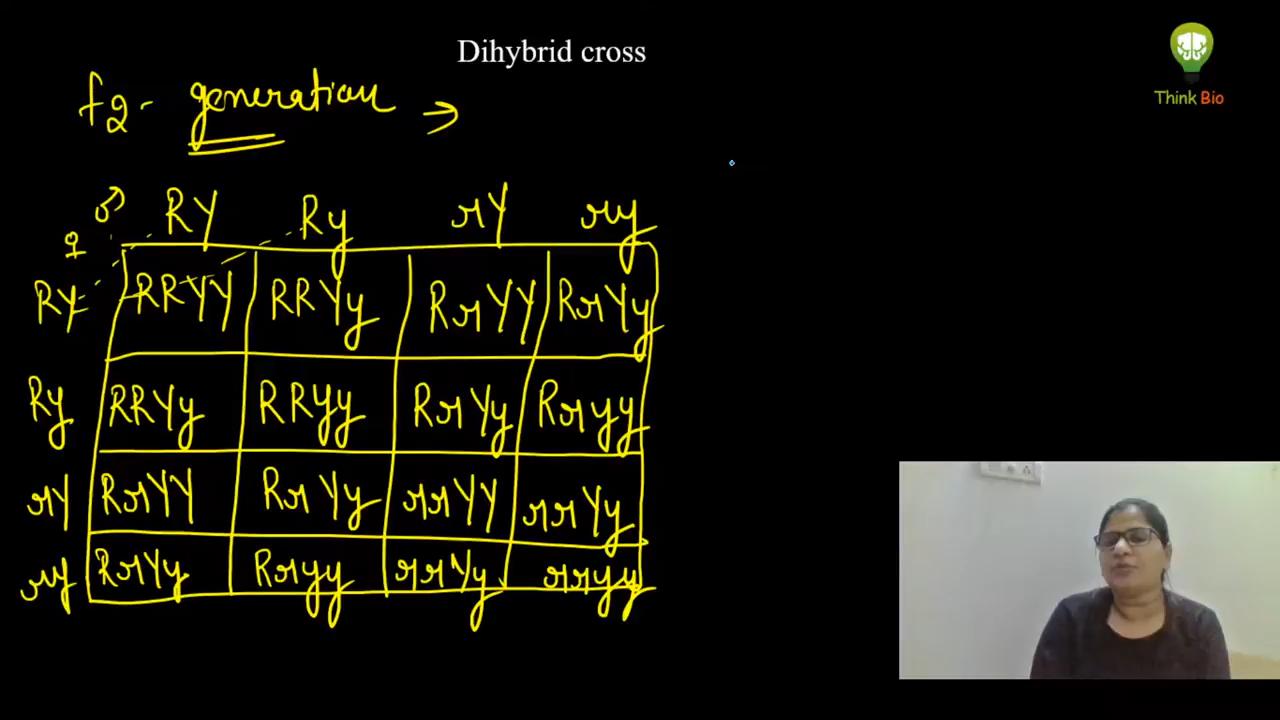 Dihybrid cross
Think Bio
F2- generation →
♂ RY Ry rY ry
♀
RY RRYY RRYy RrYY RrYy
Ry RRYy RRyy RrYy Rryy
rY RrYY RrYy rrYY rrYy
ry RrYy Rryy rrYy rryy